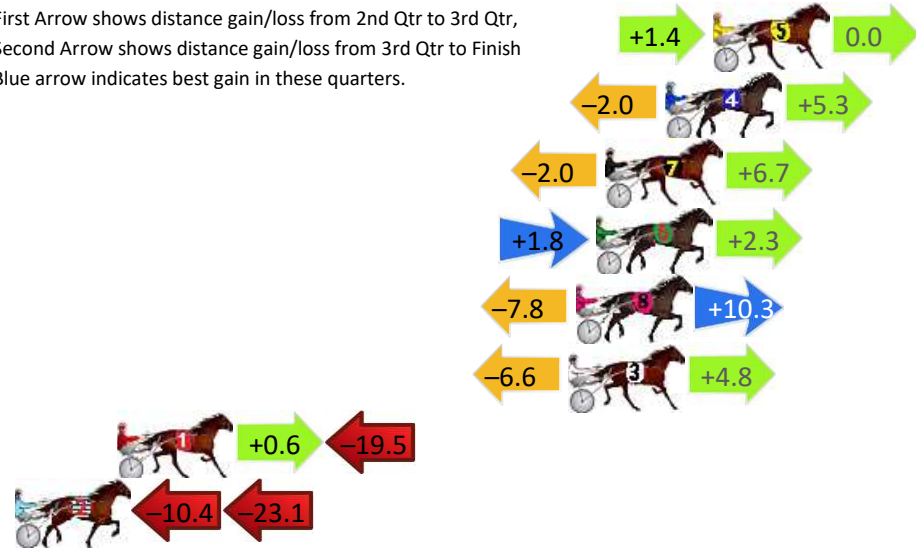 First Arrow shows distance gain/loss from 2nd Qtr to 3rd Qtr,
Second Arrow shows distance gain/loss from 3rd Qtr to Finish
Blue arrow indicates best gain in these quarters.
+1.4 5 0.0
–2.0 4 +5.3
–2.0 7 +6.7
+1.8 6 +2.3
–7.8 8 +10.3
–6.6 3 +4.8
1 +0.6 –19.5
2 –10.4 –23.1